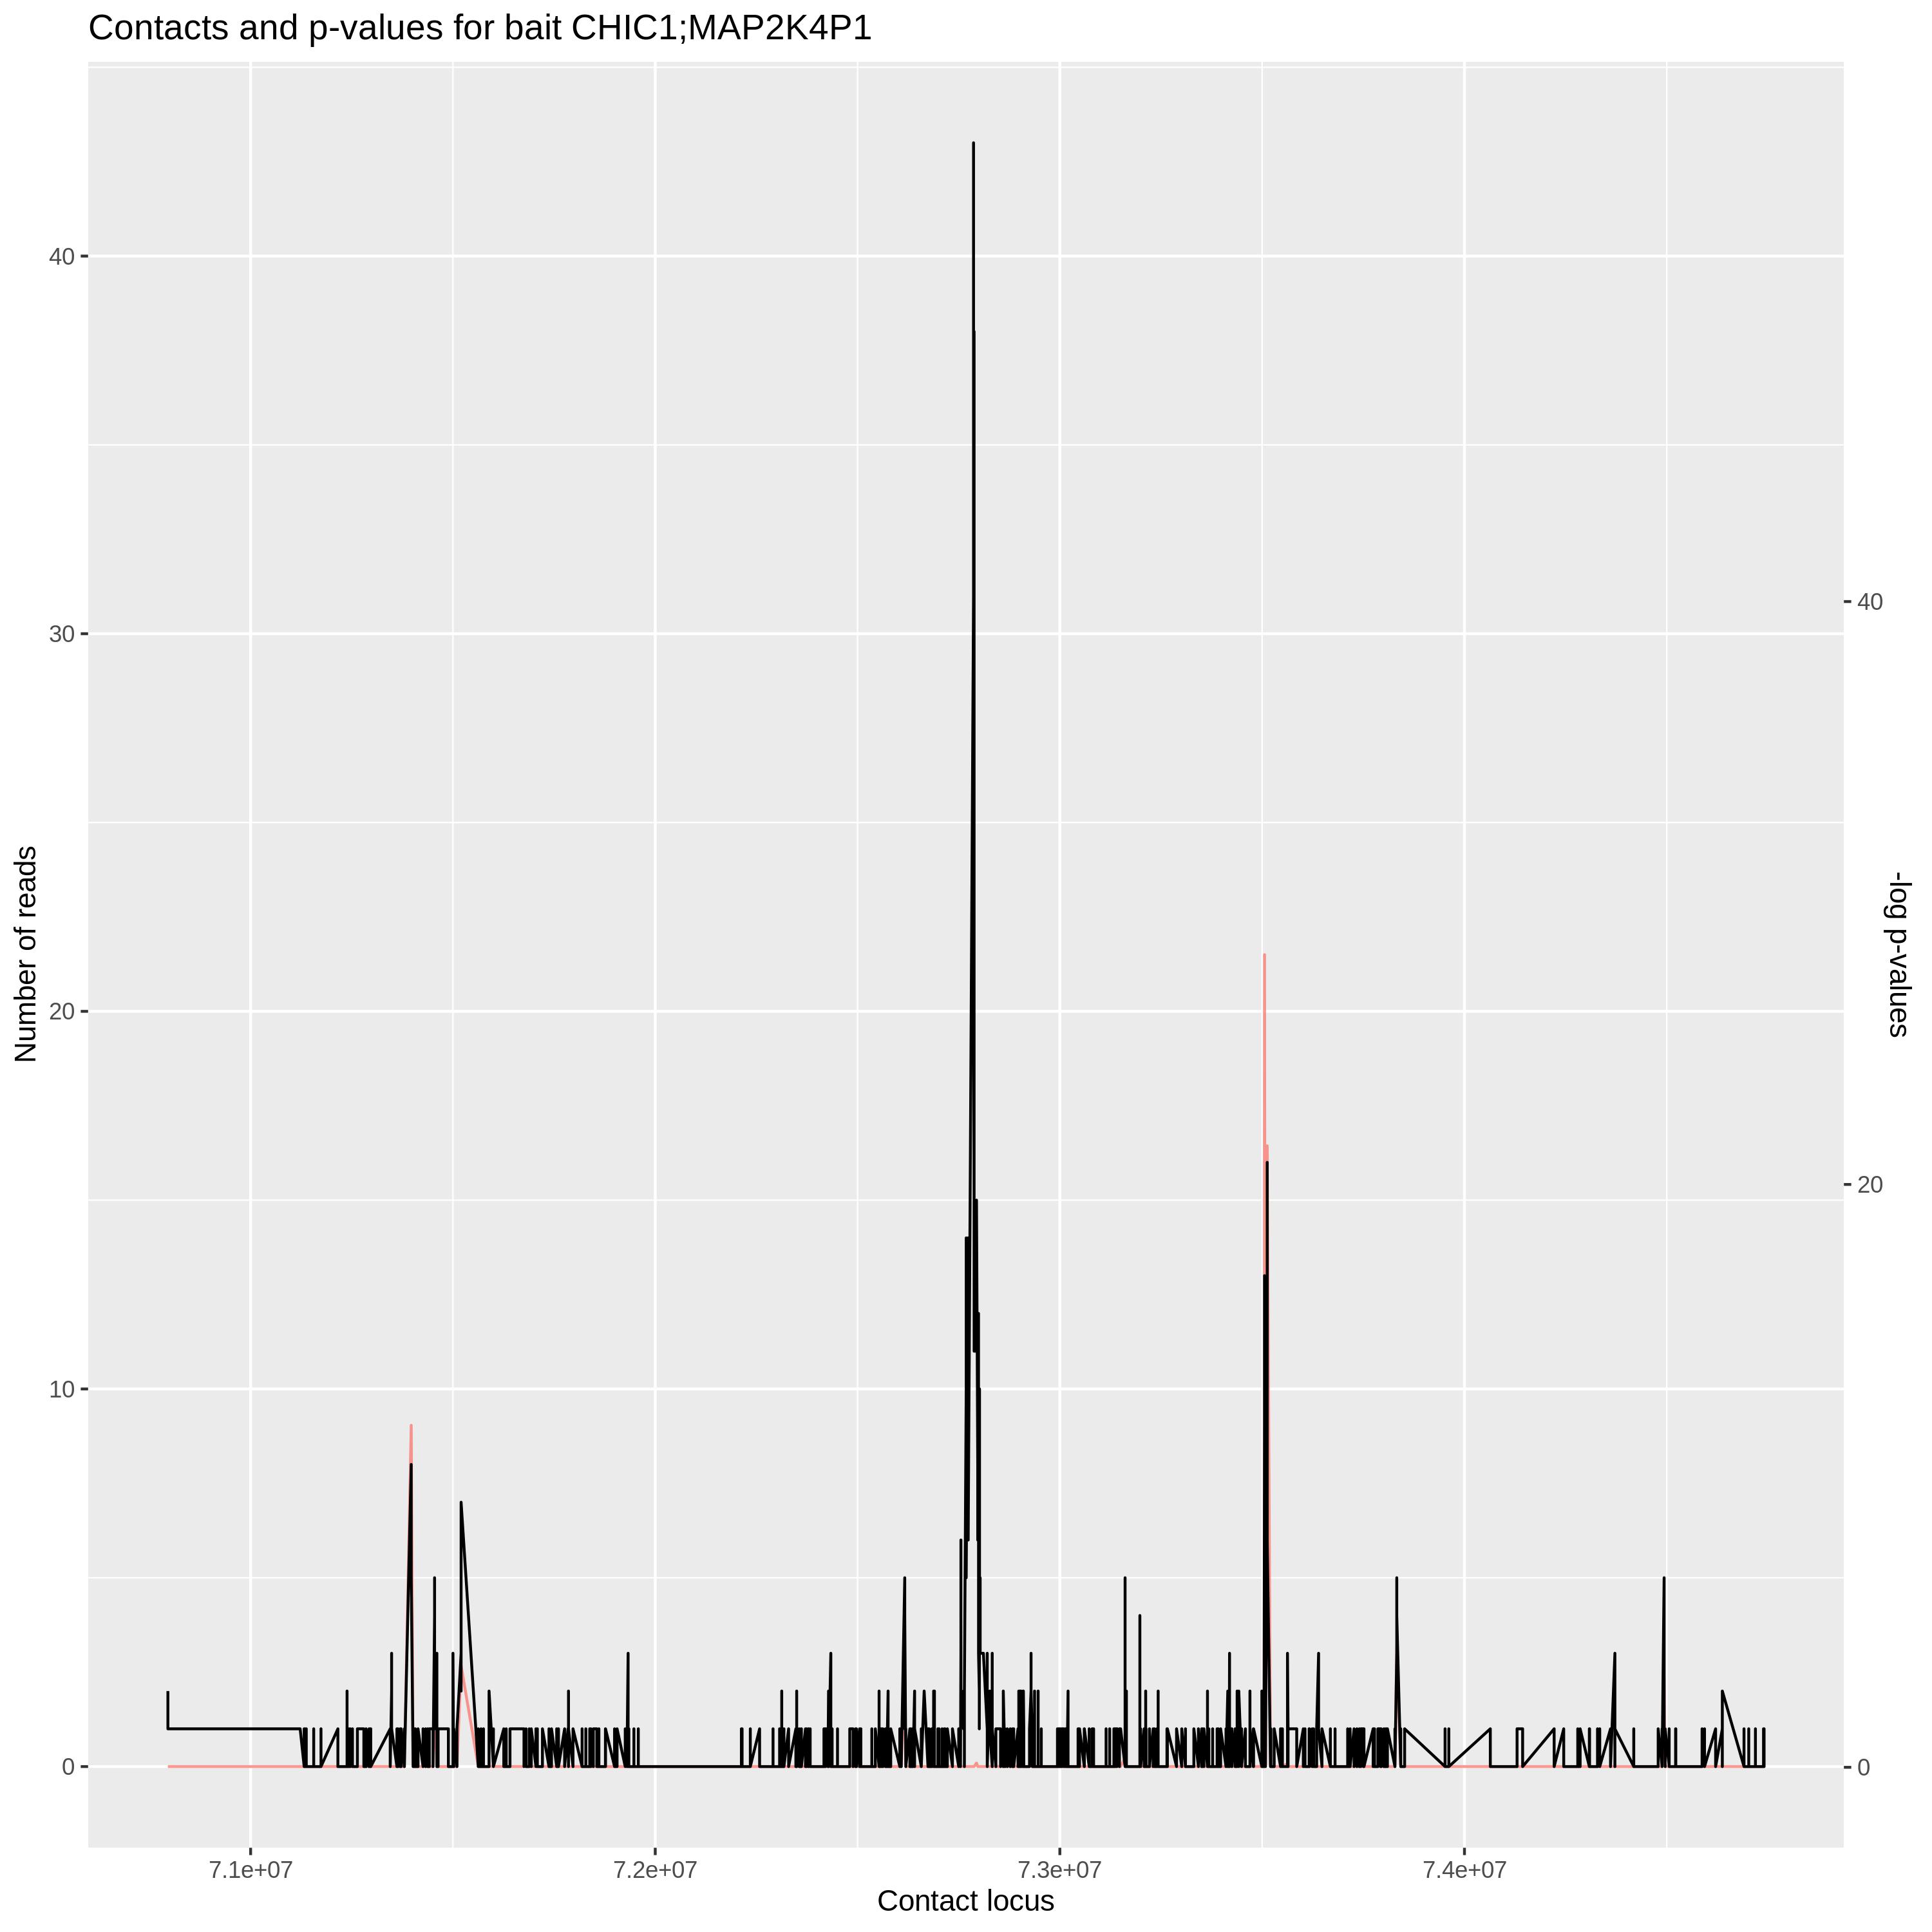 Contacts and p-values for bait CHIC1;MAP2K4P1
40
30
20
10
0
Number of reads
40
20
0
-log p-values
7.1e+07 7.2e+07 7.3e+07 7.4e+07
Contact locus